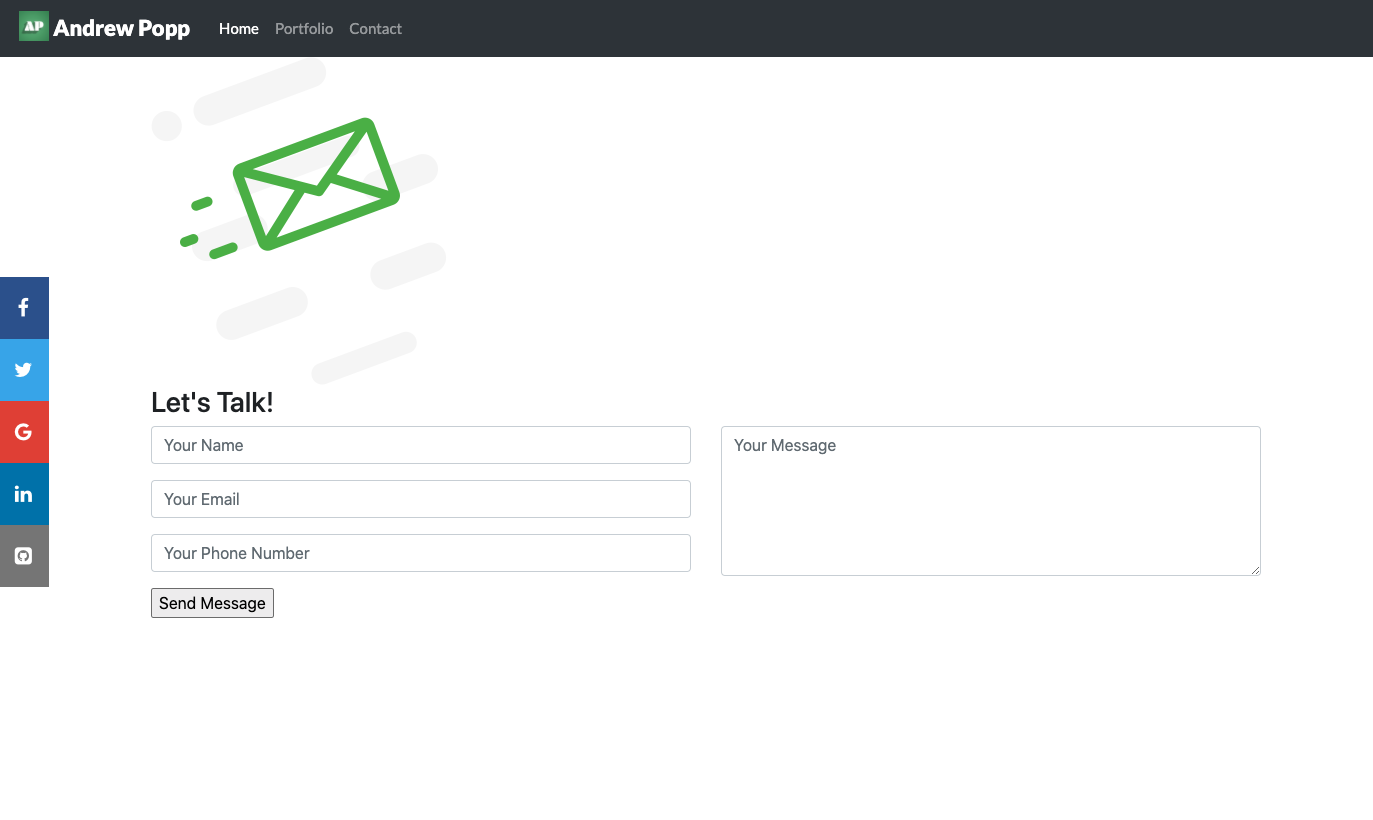 AP Andrew Popp Home Portfolio Contact
Let's Talk!
Your Name
Your Email
Your Phone Number
Your Message
Send Message